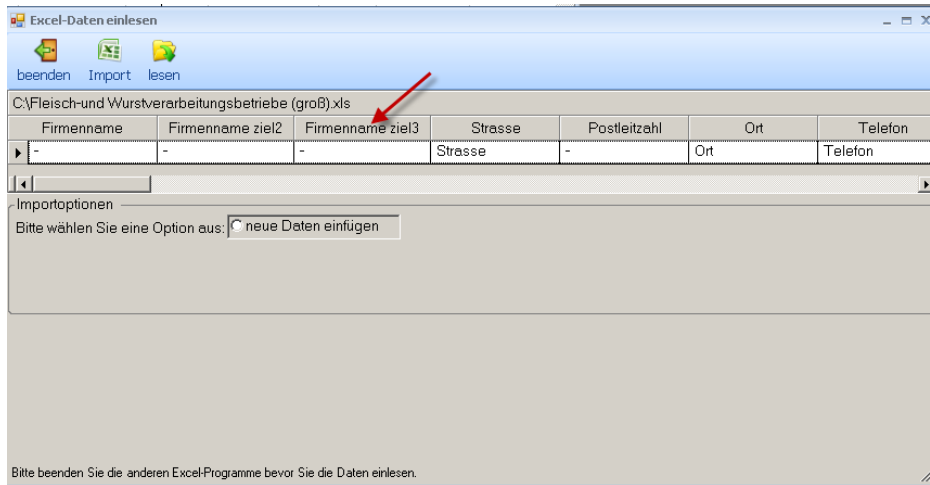 Excel-Daten einlesen
beenden Import lesen
C:\Fleisch-und Wurstverarbeitungsbetriebe (groß).xls
Firmenname Firmenname ziel2 Firmenname ziel3 Strasse Postleitzahl Ort Telefon
- - - Strasse - Ort Telefon
Importoptionen
Bitte wählen Sie eine Option aus: neue Daten einfügen
Bitte beenden Sie die anderen Excel-Programme bevor Sie die Daten einlesen.